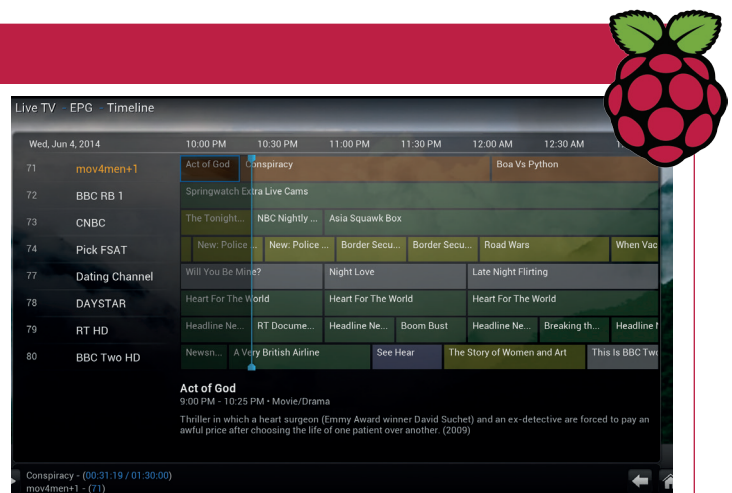 Live TV - EPG - Timeline
Wed, Jun 4, 2014 10:00 PM 10:30 PM 11:00 PM 11:30 PM 12:00 AM 12:30 AM
71 mov4men+1 Act of God Conspiracy Boa Vs Python
72 BBC RB 1 Springwatch Extra Live Cams
73 CNBC The Tonight... NBC Nightly ... Asia Squawk Box
74 Pick FSAT New: Police ... New: Police ... Border Secu... Border Secu... Road Wars When Vac
77 Dating Channel Will You Be Mine? Night Love Late Night Flirting
78 DAYSTAR Heart For The World Heart For The World Heart For The World
79 RT HD Headline Ne... RT Docume... Headline Ne... Boom Bust Headline Ne... Breaking th... Headline
80 BBC Two HD Newsn... A Very British Airline See Hear The Story of Women and Art This Is BBC Two
Act of God
9:00 PM - 10:25 PM • Movie/Drama
Thriller in which a heart surgeon (Emmy Award winner David Suchet) and an ex-detective are forced to pay an
awful price after choosing the life of one patient over another. (2009)
Conspiracy - (00:31:19 / 01:30:00)
mov4men+1 - (71)